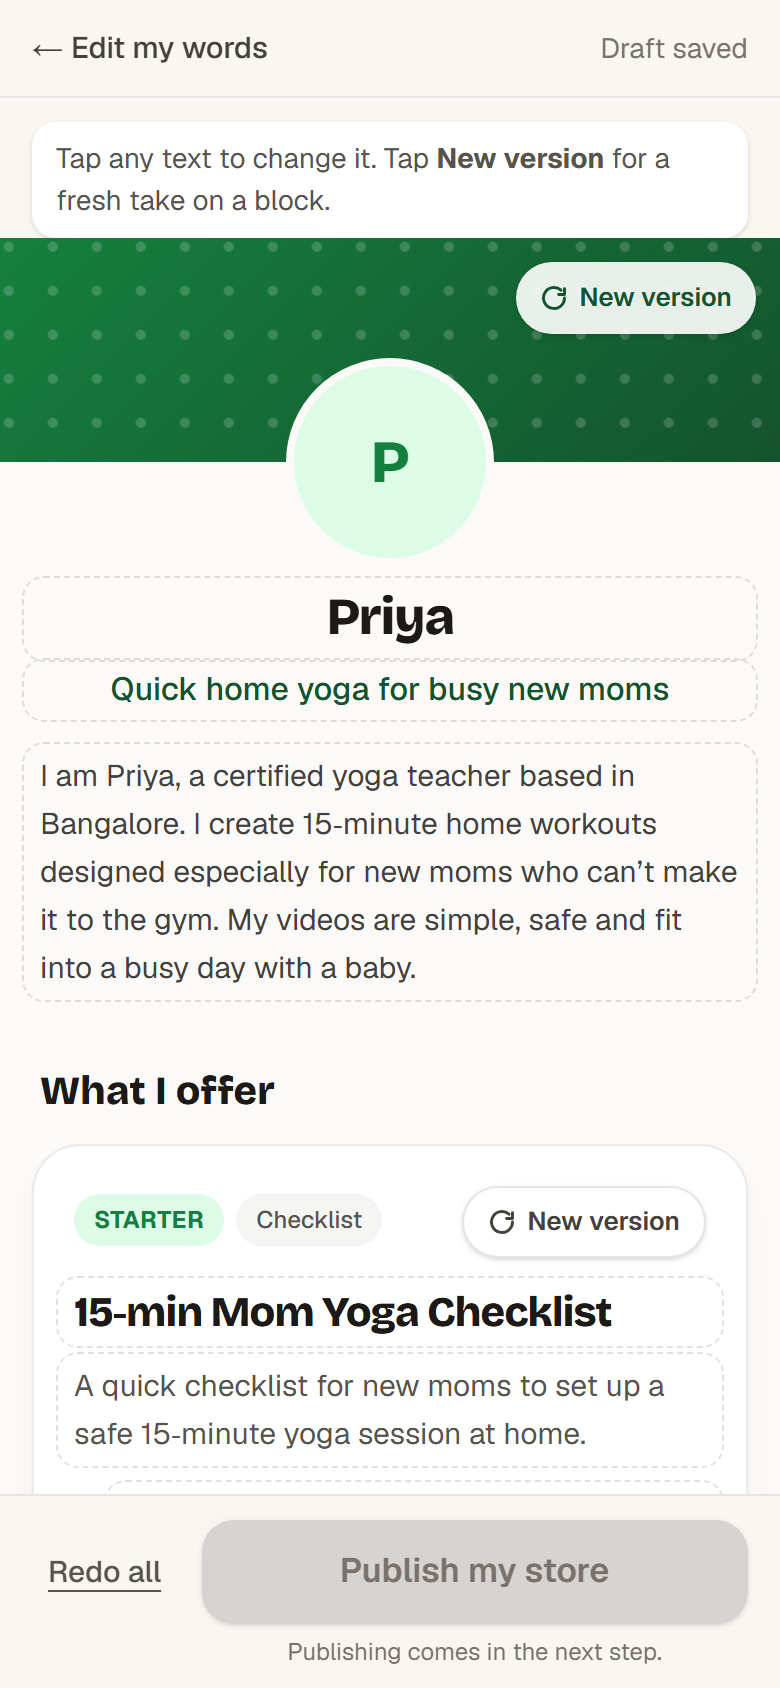 ← Edit my words
Draft saved
Tap any text to change it. Tap New version for a
fresh take on a block.
New version
P
Priya
Quick home yoga for busy new moms
I am Priya, a certified yoga teacher based in
Bangalore. I create 15-minute home workouts
designed especially for new moms who can’t make
it to the gym. My videos are simple, safe and fit
into a busy day with a baby.
What I offer
STARTER
Checklist
New version
15-min Mom Yoga Checklist
A quick checklist for new moms to set up a
safe 15-minute yoga session at home.
Redo all
Publish my store
Publishing comes in the next step.